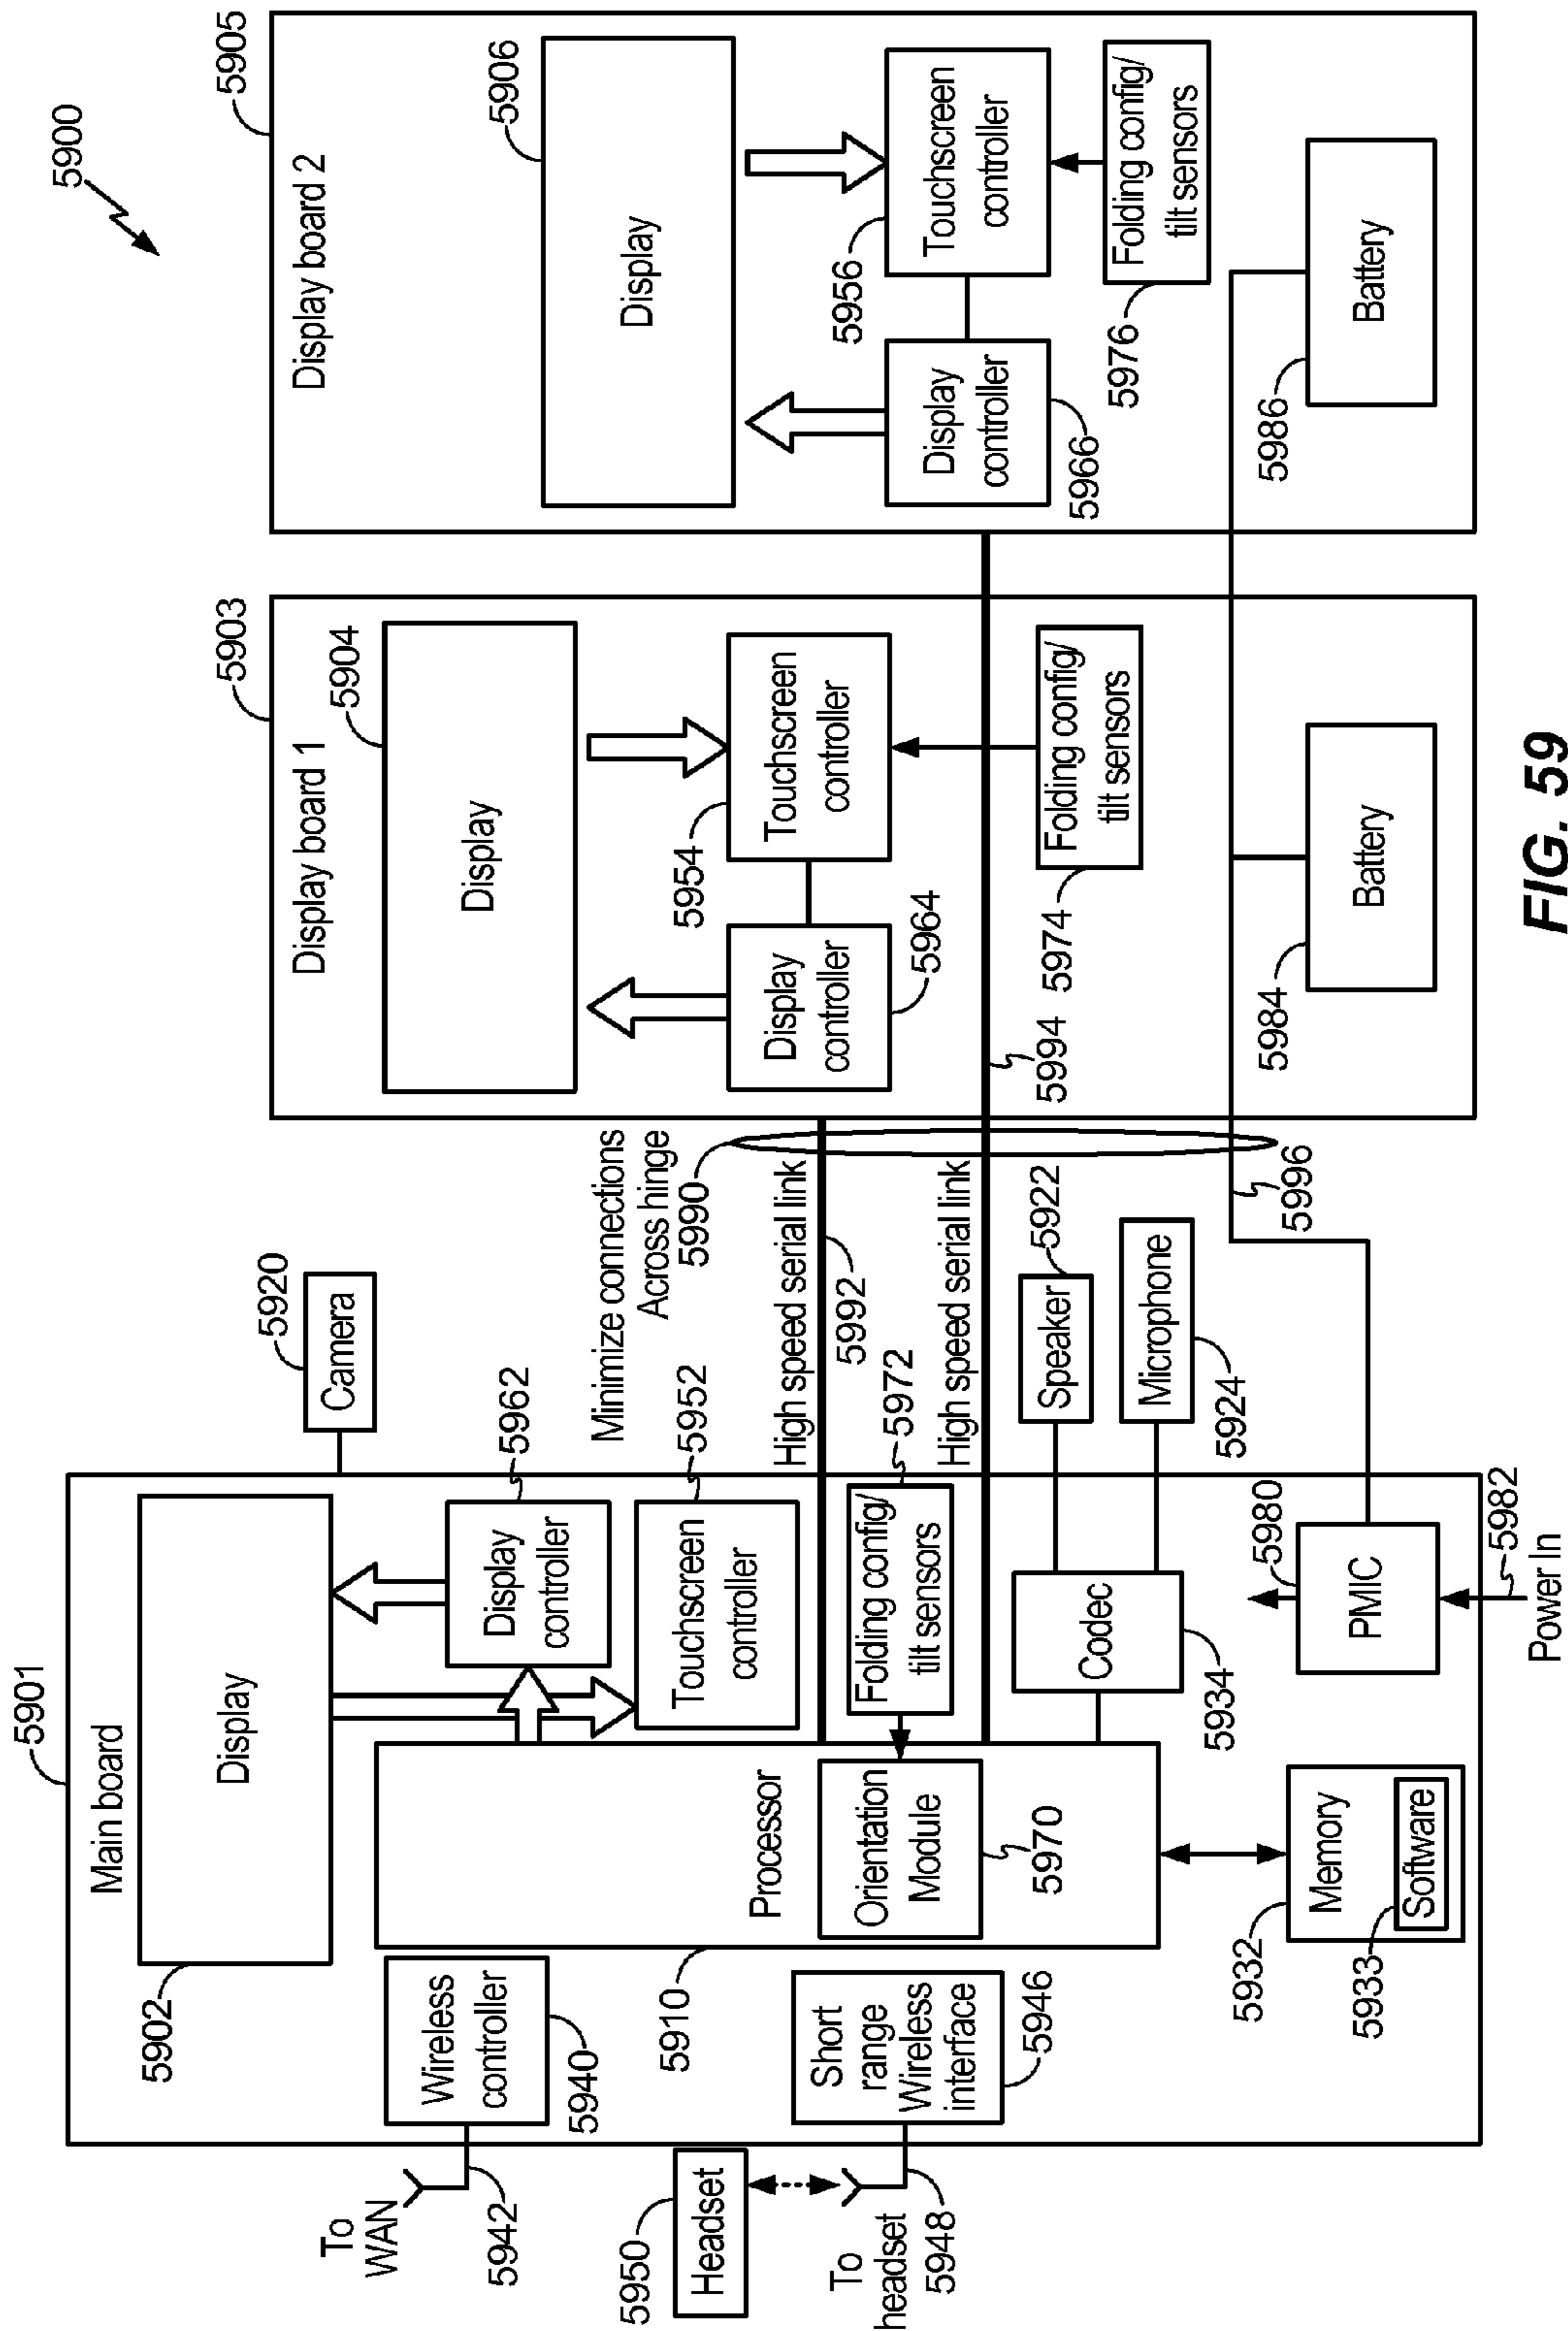 5900
5901
Main board
Display
5902
Display
controller
5962
Touchscreen
controller
5952
Camera
5920
Wireless
controller
5940
To
WAN
5942
Processor
5910
Orientation
Module
5970
Folding config/
tilt sensors
5972
Short
range
Wireless
interface
5946
5950
Headset
To
headset
5948
Memory
5932
Software
5933
Codec
5934
Speaker
5922
Microphone
5924
PMIC
5980
5982
Power In
Minimize connections
Across hinge
5990
High speed serial link
5992
High speed serial link
5994
5996
5903
Display board 1
5904
Display
Touchscreen
controller
5954
Display
controller
5964
Folding config/
tilt sensors
5974
Battery
5984
5905
Display board 2
5906
Display
Touchscreen
controller
5956
Display
controller
5966
Folding config/
tilt sensors
5976
Battery
5986
FIG. 59